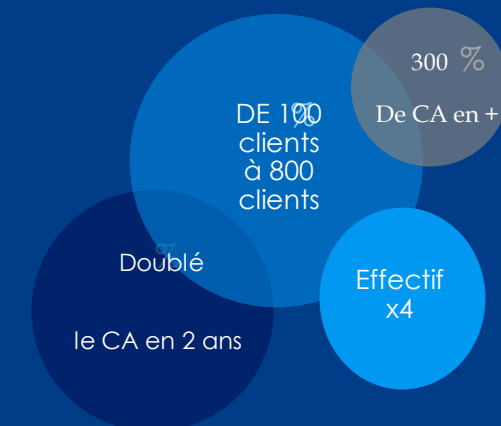 300 %
De CA en +
DE 100
%
clients
à 800
clients
%
Doublé
le CA en 2 ans
Effectif
x4